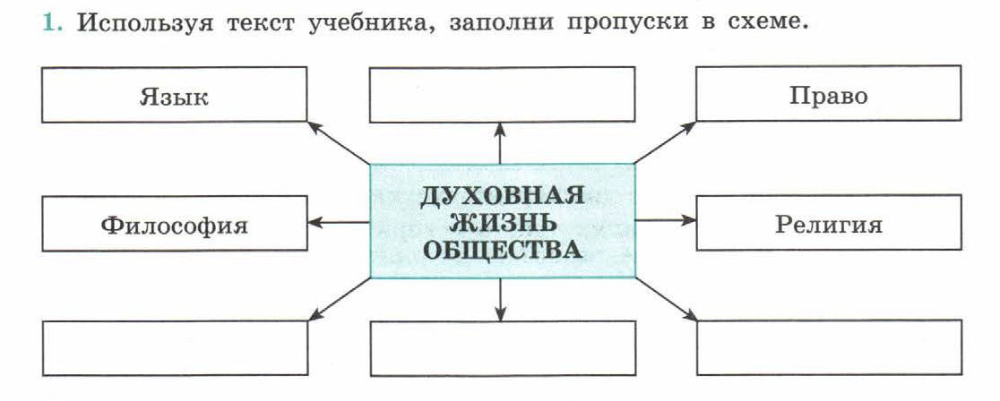 1. Используя текст учебника, заполни пропуски в схеме.
Язык
Право
ДУХОВНАЯ
ЖИЗНЬ
ОБЩЕСТВА
Философия
Религия